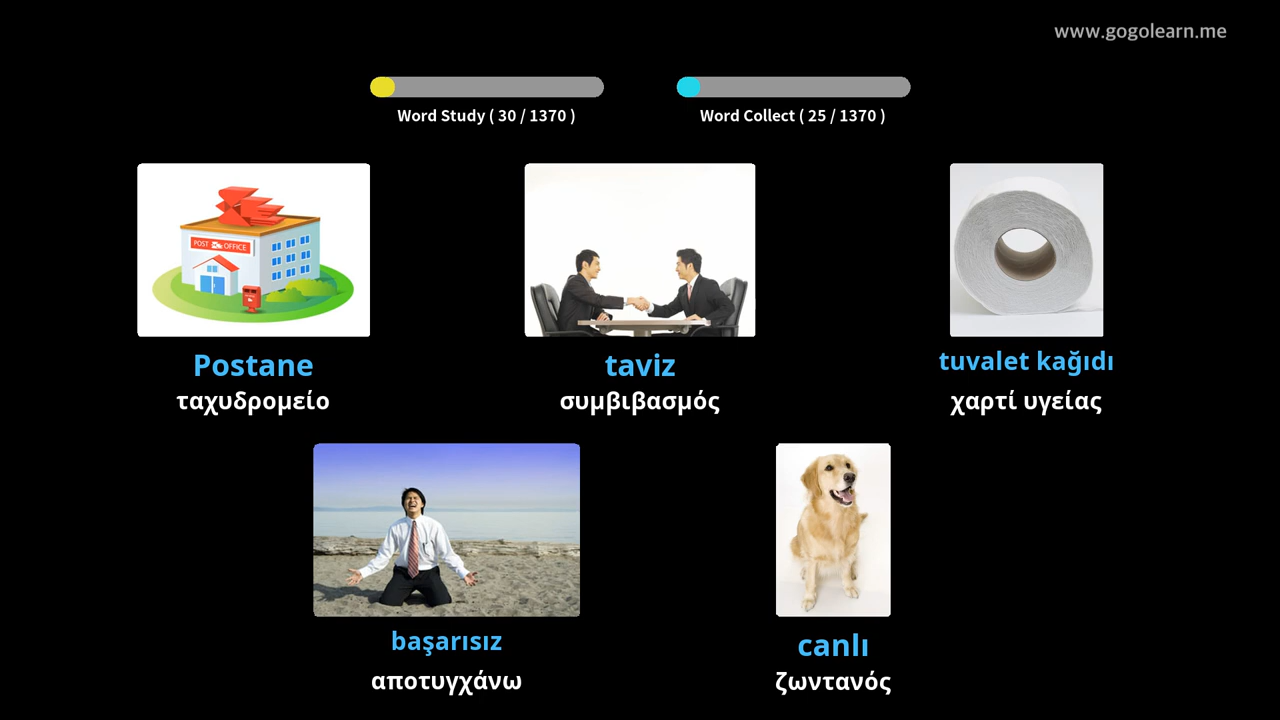 www.gogolearn.me
Word Study ( 30 / 1370 )
Word Collect ( 25 / 1370 )
POST OFFICE
Postane
ταχυδρομείο
taviz
συμβιβασμός
tuvalet kağıdı
χαρτί υγείας
başarısız
αποτυγχάνω
canlı
ζωντανός